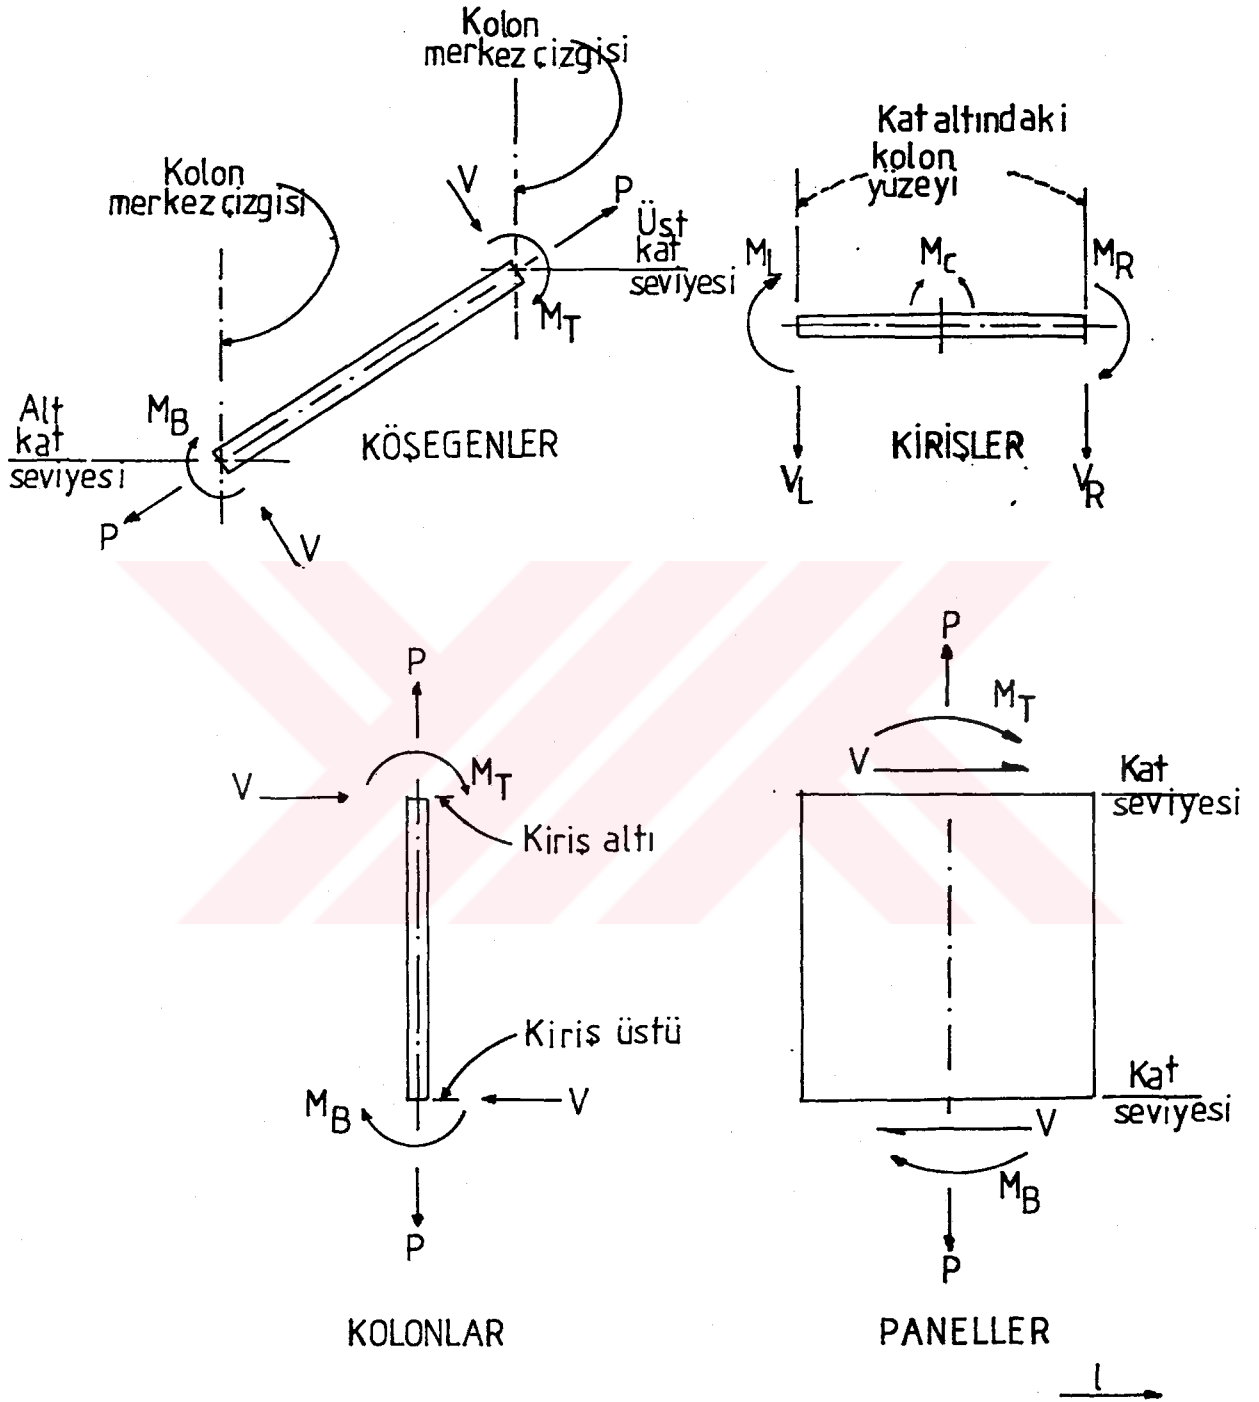 Kolon
merkez çizgisi
Kolon
merkez çizgisi
V
P
Üst
kat
seviyesi
M_T
M_B
Alt
kat
seviyesi
P
V
KÖŞEGENLER
Kat altındaki
kolon
yüzeyi
M_L
M_C
M_R
V_L
V_R
KİRİŞLER
P
V
M_T
Kiriş altı
Kiriş üstü
M_B
V
P
KOLONLAR
P
M_T
V
Kat
seviyesi
Kat
seviyesi
V
M_B
P
PANELLER
l